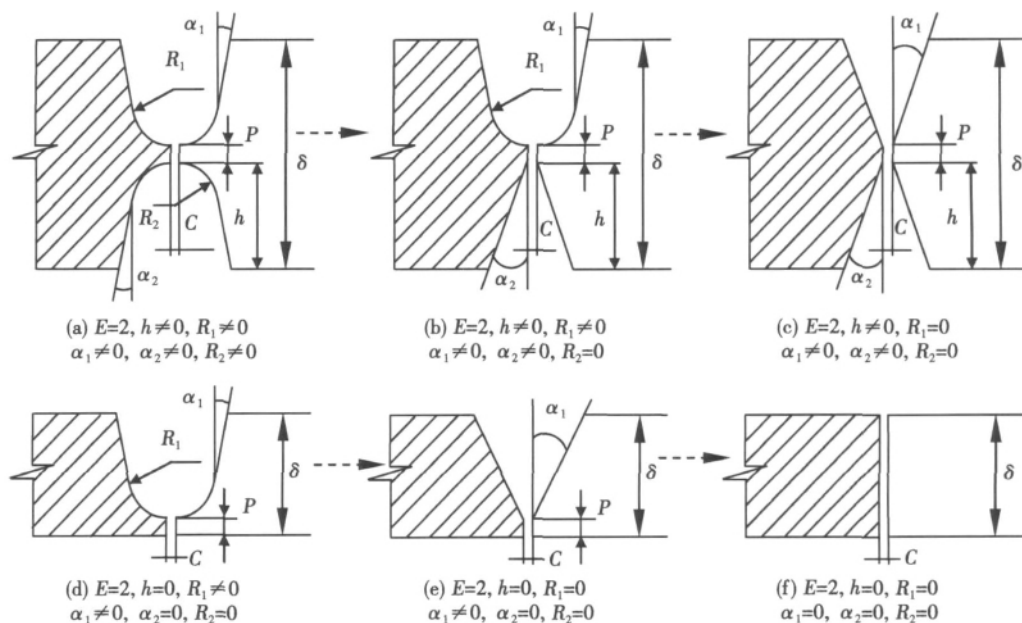 α₁
R₁
P
δ
R₂
C
h
α₂
(a) E=2, h≠0, R₁≠0
α₁≠0, α₂≠0, R₂≠0
α₁
R₁
P
δ
C
h
α₂
(b) E=2, h≠0, R₁≠0
α₁≠0, α₂≠0, R₂=0
α₁
P
δ
C
h
α₂
(c) E=2, h≠0, R₁=0
α₁≠0, α₂≠0, R₂=0
α₁
R₁
δ
P
C
(d) E=2, h=0, R₁≠0
α₁≠0, α₂=0, R₂=0
α₁
δ
P
C
(e) E=2, h=0, R₁=0
α₁≠0, α₂=0, R₂=0
δ
C
(f) E=2, h=0, R₁=0
α₁=0, α₂=0, R₂=0